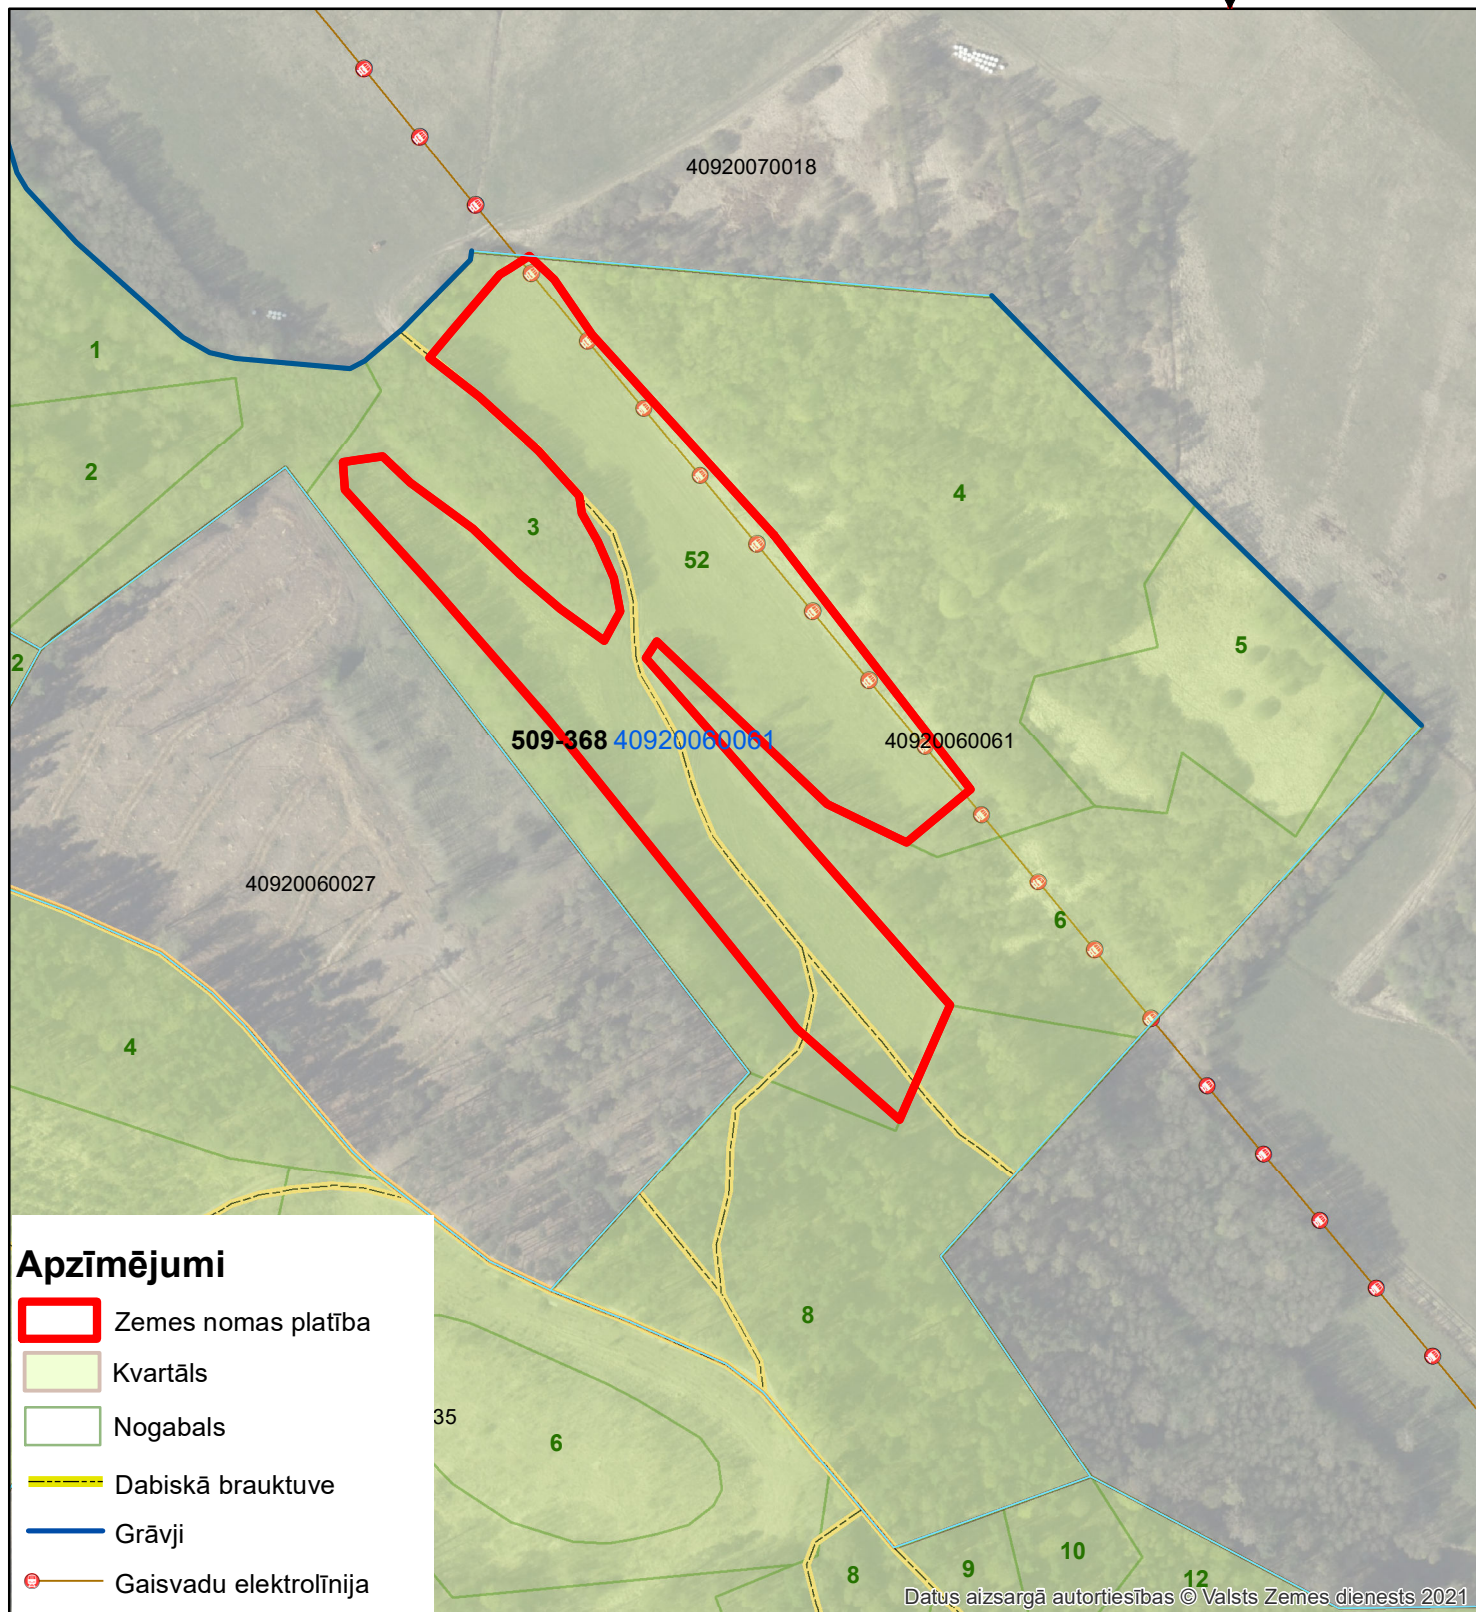 40920070018
1
2
4
3
52
5
2
509-368 40920060061
40920060061
40920060027
6
4
8
Apzīmējumi
Zemes nomas platība
Kvartāls
Nogabals
Dabiskā brauktuve
Grāvji
Gaisvadu elektrolīnija
35
6
10
9
8
12
Datus aizsargā autortiesības © Valsts Zemes dienests 2021